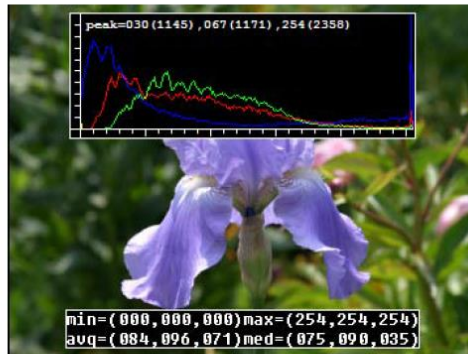 peak=030(1145),067(1171),254(2358)
min=(000,000,000)max=(254,254,254)
avg=(084,096,071)med=(075,090,035)